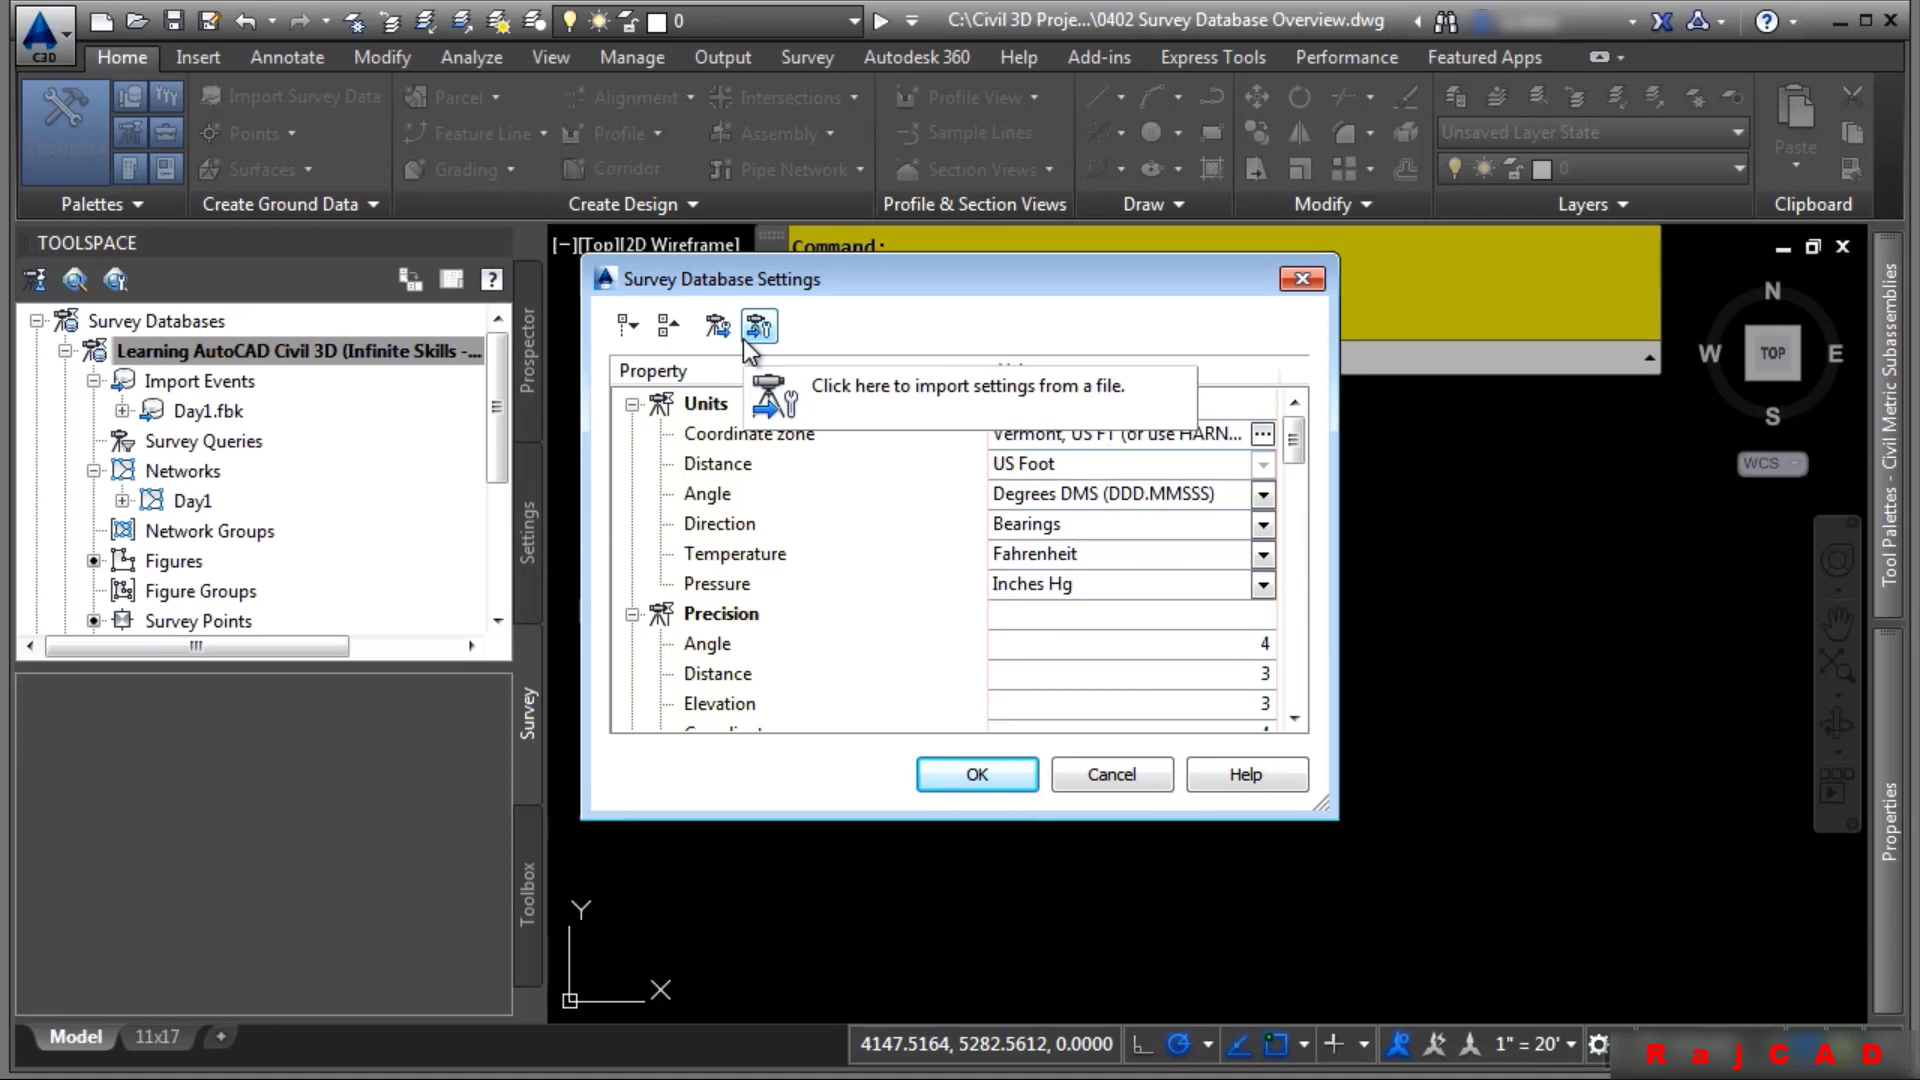 C3D
0
C:\Civil 3D Proje...\0402 Survey Database Overview.dwg
Home Insert Annotate Modify Analyze View Manage Output Survey Autodesk 360 Help Add-ins Express Tools Performance Featured Apps
Toolspace
Import Survey Data
Points
Surfaces
Parcel
Feature Line
Grading
Alignment
Profile
Corridor
Intersections
Assembly
Pipe Network
Profile View
Sample Lines
Section Views
Unsaved Layer State
0
Paste
Palettes
Create Ground Data
Create Design
Profile & Section Views
Draw
Modify
Layers
Clipboard
TOOLSPACE
Survey Databases
Learning AutoCAD Civil 3D (Infinite Skills -...
Import Events
Day1.fbk
Survey Queries
Networks
Day1
Network Groups
Figures
Figure Groups
Survey Points
Prospector
Settings
Survey
Toolbox
[−][Top][2D Wireframe]
Command:
Survey Database Settings
Property
Click here to import settings from a file.
Units
Coordinate zone Vermont, US FT (or use HARN...
Distance US Foot
Angle Degrees DMS (DDD.MMSSS)
Direction Bearings
Temperature Fahrenheit
Pressure Inches Hg
Precision
Angle 4
Distance 3
Elevation 3
OK Cancel Help
N
W TOP E
S
WCS
Tool Palettes - Civil Metric Subassemblies
Properties
Y
X
Model 11x17 +
4147.5164, 5282.5612, 0.0000
1" = 20'
RajCAD